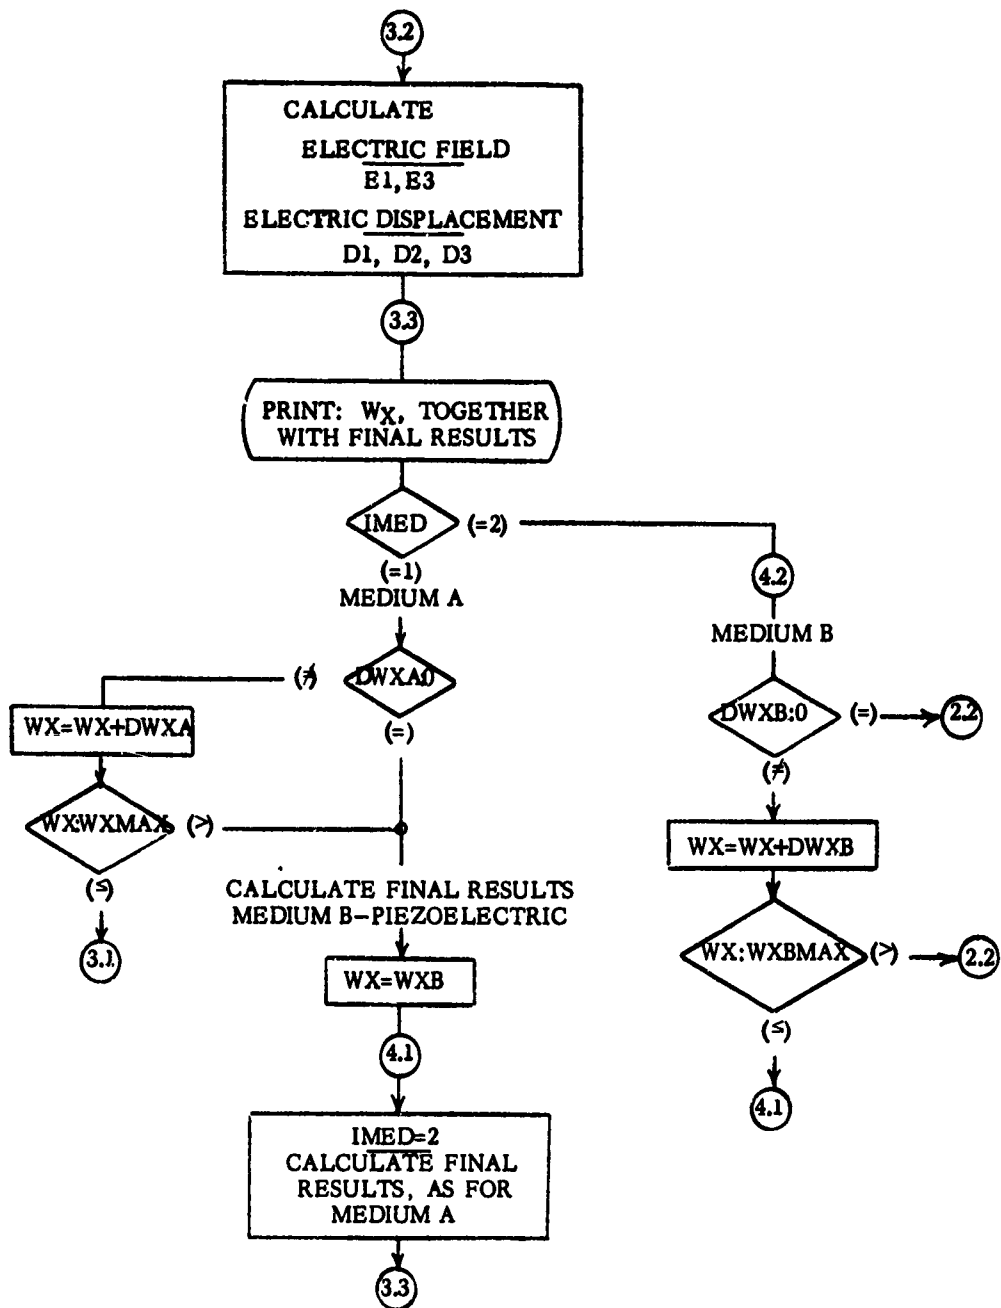 3.2
CALCULATE
ELECTRIC FIELD
E1,E3
ELECTRIC DISPLACEMENT
D1, D2, D3
3.3
PRINT: WX, TOGETHER
WITH FINAL RESULTS
IMED (=2)
(=1)
MEDIUM A
4.2
MEDIUM B
(≠) DWXA:0
(=)
DWXB:0 (=) 2.2
(≠)
WX=WX+DWXA
WX:WXMAX (>)
(≤)
3.1
WX=WX+DWXB
WX:WXBMAX (>) 2.2
(≤)
4.1
CALCULATE FINAL RESULTS
MEDIUM B-PIEZOELECTRIC
WX=WXB
4.1
IMED=2
CALCULATE FINAL
RESULTS, AS FOR
MEDIUM A
3.3